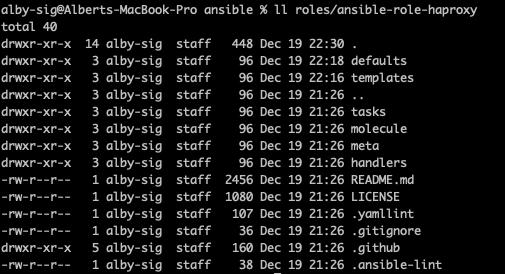 alby-sig@Alberts-MacBook-Pro ansible % ll roles/ansible-role-haproxy
total 40
drwxr-xr-x  14 alby-sig  staff   448 Dec 19 22:30 .
drwxr-xr-x   3 alby-sig  staff    96 Dec 19 22:18 defaults
drwxr-xr-x   3 alby-sig  staff    96 Dec 19 22:16 templates
drwxr-xr-x   3 alby-sig  staff    96 Dec 19 21:26 ..
drwxr-xr-x   3 alby-sig  staff    96 Dec 19 21:26 tasks
drwxr-xr-x   3 alby-sig  staff    96 Dec 19 21:26 molecule
drwxr-xr-x   3 alby-sig  staff    96 Dec 19 21:26 meta
drwxr-xr-x   3 alby-sig  staff    96 Dec 19 21:26 handlers
-rw-r--r--   1 alby-sig  staff  2456 Dec 19 21:26 README.md
-rw-r--r--   1 alby-sig  staff  1080 Dec 19 21:26 LICENSE
-rw-r--r--   1 alby-sig  staff   107 Dec 19 21:26 .yamllint
-rw-r--r--   1 alby-sig  staff    36 Dec 19 21:26 .gitignore
drwxr-xr-x   5 alby-sig  staff   160 Dec 19 21:26 .github
-rw-r--r--   1 alby-sig  staff    38 Dec 19 21:26 .ansible-lint